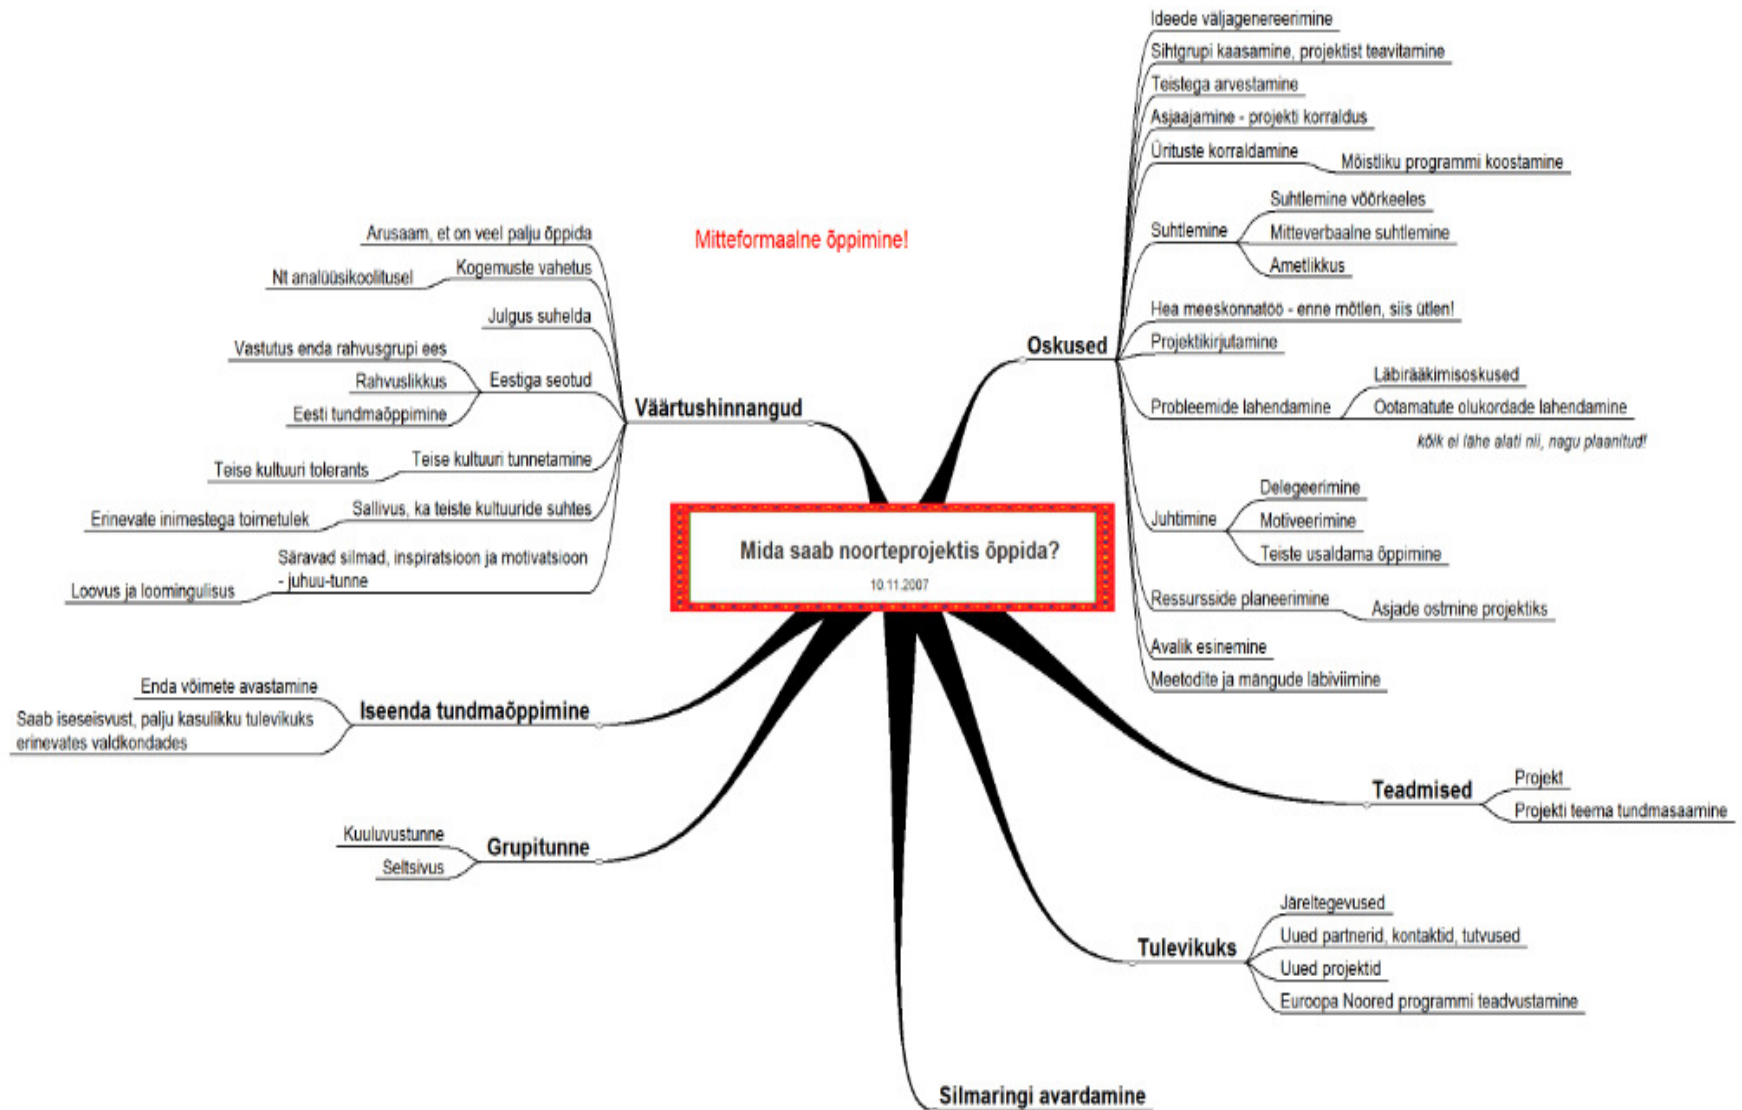 Mida saab noorteprojektis õppida?
10.11.2007
Mitteformaalne õppimine!
Oskused
Ideede väljagenereerimine
Sihtgrupi kaasamine, projektist teavitamine
Teistega arvestamine
Asjaajamine - projekti korraldus
Ürituste korraldamine
Mõistliku programmi koostamine
Suhtlemine
Suhtlemine võõrkeeles
Mitteverbaalne suhtlemine
Ametlikkus
Hea meeskonnatöö - enne mõtlen, siis ütlen!
Projektikirjutamine
Probleemide lahendamine
Läbirääkimisoskused
Ootamatute olukordade lahendamine
kõik ei lähe alati nii, nagu plaanitud!
Juhtimine
Delegeerimine
Motiveerimine
Teiste usaldama õppimine
Ressursside planeerimine
Asjade ostmine projektiks
Avalik esinemine
Meetodite ja mängude läbiviimine
Teadmised
Projekt
Projekti teema tundmasaamine
Tulevikuks
Järeltegevused
Uued partnerid, kontaktid, tutvused
Uued projektid
Euroopa Noored programmi teadvustamine
Silmaringi avardamine
Grupitunne
Kuuluvustunne
Seltsivus
Iseenda tundmaõppimine
Enda võimete avastamine
Saab iseseisvust, palju kasulikku tulevikuks
erinevates valdkondades
Väärtushinnangud
Arusaam, et on veel palju õppida
Kogemuste vahetus
Nt analüüsikoolitusel
Julgus suhelda
Eestiga seotud
Vastutus enda rahvusgrupi ees
Rahvuslikkus
Eesti tundmaõppimine
Teise kultuuri tunnetamine
Teise kultuuri tolerants
Sallivus, ka teiste kultuuride suhtes
Erinevate inimestega toimetulek
Säravad silmad, inspiratsioon ja motivatsioon
- juhuu-tunne
Loovus ja loomingulisus